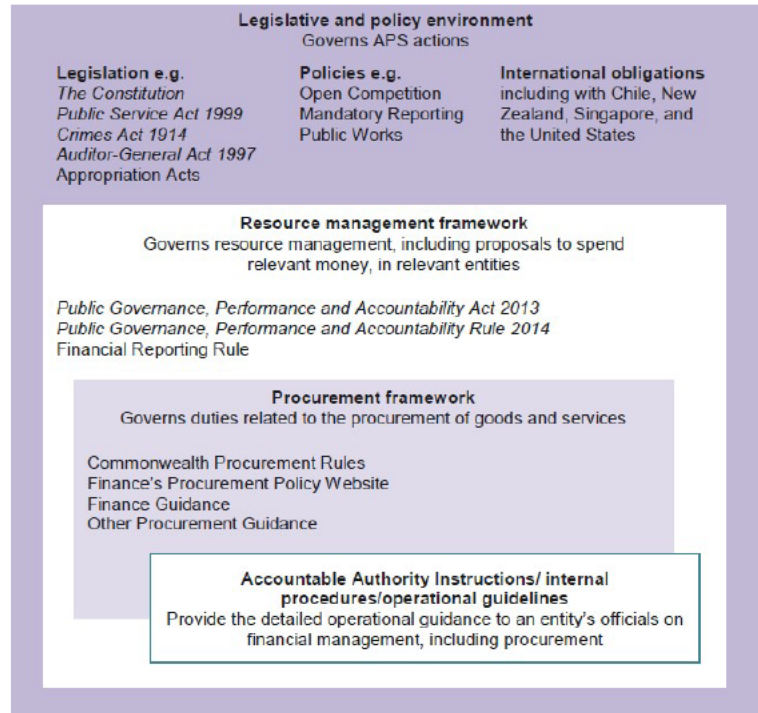 Legislative and policy environment
Governs APS actions
Legislation e.g.
The Constitution
Public Service Act 1999
Crimes Act 1914
Auditor-General Act 1997
Appropriation Acts
Policies e.g.
Open Competition
Mandatory Reporting
Public Works
International obligations
including with Chile, New
Zealand, Singapore, and
the United States
Resource management framework
Governs resource management, including proposals to spend
relevant money, in relevant entities
Public Governance, Performance and Accountability Act 2013
Public Governance, Performance and Accountability Rule 2014
Financial Reporting Rule
Procurement framework
Governs duties related to the procurement of goods and services
Commonwealth Procurement Rules
Finance's Procurement Policy Website
Finance Guidance
Other Procurement Guidance
Accountable Authority Instructions/ internal
procedures/operational guidelines
Provide the detailed operational guidance to an entity's officials on
financial management, including procurement